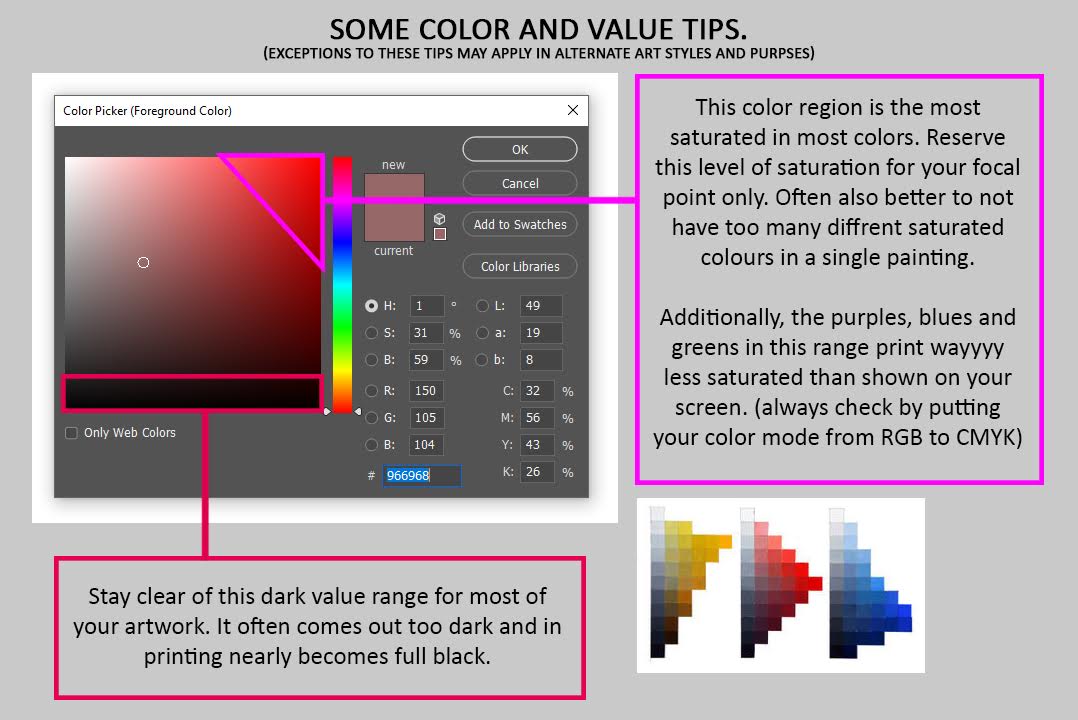 SOME COLOR AND VALUE TIPS.
(EXCEPTIONS TO THESE TIPS MAY APPLY IN ALTERNATE ART STYLES AND PURPSES)
Color Picker (Foreground Color)
new
current
OK
Cancel
Add to Swatches
Color Libraries
H: 1 °
S: 31 %
B: 59 %
R: 150
G: 105
B: 104
# 966968
L: 49
a: 19
b: 8
C: 32 %
M: 56 %
Y: 43 %
K: 26 %
Only Web Colors
This color region is the most
saturated in most colors. Reserve
this level of saturation for your focal
point only. Often also better to not
have too many diffrent saturated
colours in a single painting.
Additionally, the purples, blues and
greens in this range print wayyyy
less saturated than shown on your
screen. (always check by putting
your color mode from RGB to CMYK)
Stay clear of this dark value range for most of
your artwork. It often comes out too dark and in
printing nearly becomes full black.